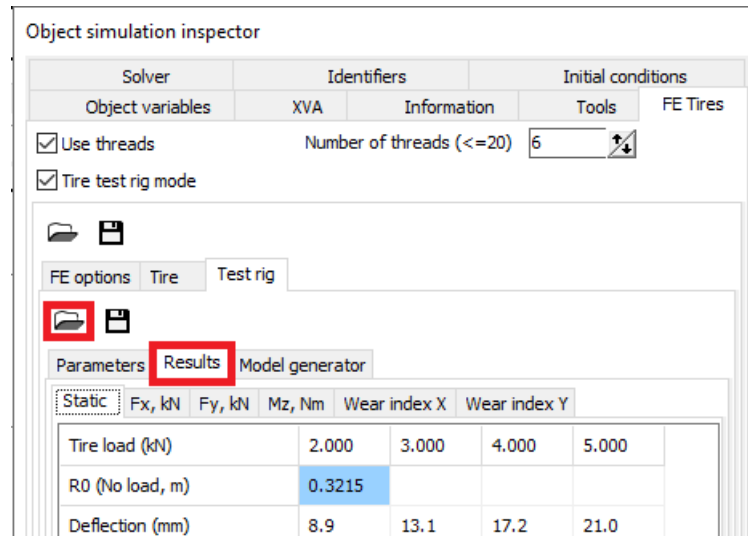 Object simulation inspector
Solver Identifiers Initial conditions
Object variables XVA Information Tools FE Tires
Use threads Number of threads (<=20) 6
Tire test rig mode
FE options Tire Test rig
Parameters Results Model generator
Static Fx, kN Fy, kN Mz, Nm Wear index X Wear index Y
Tire load (kN) 2.000 3.000 4.000 5.000
R0 (No load, m) 0.3215
Deflection (mm) 8.9 13.1 17.2 21.0